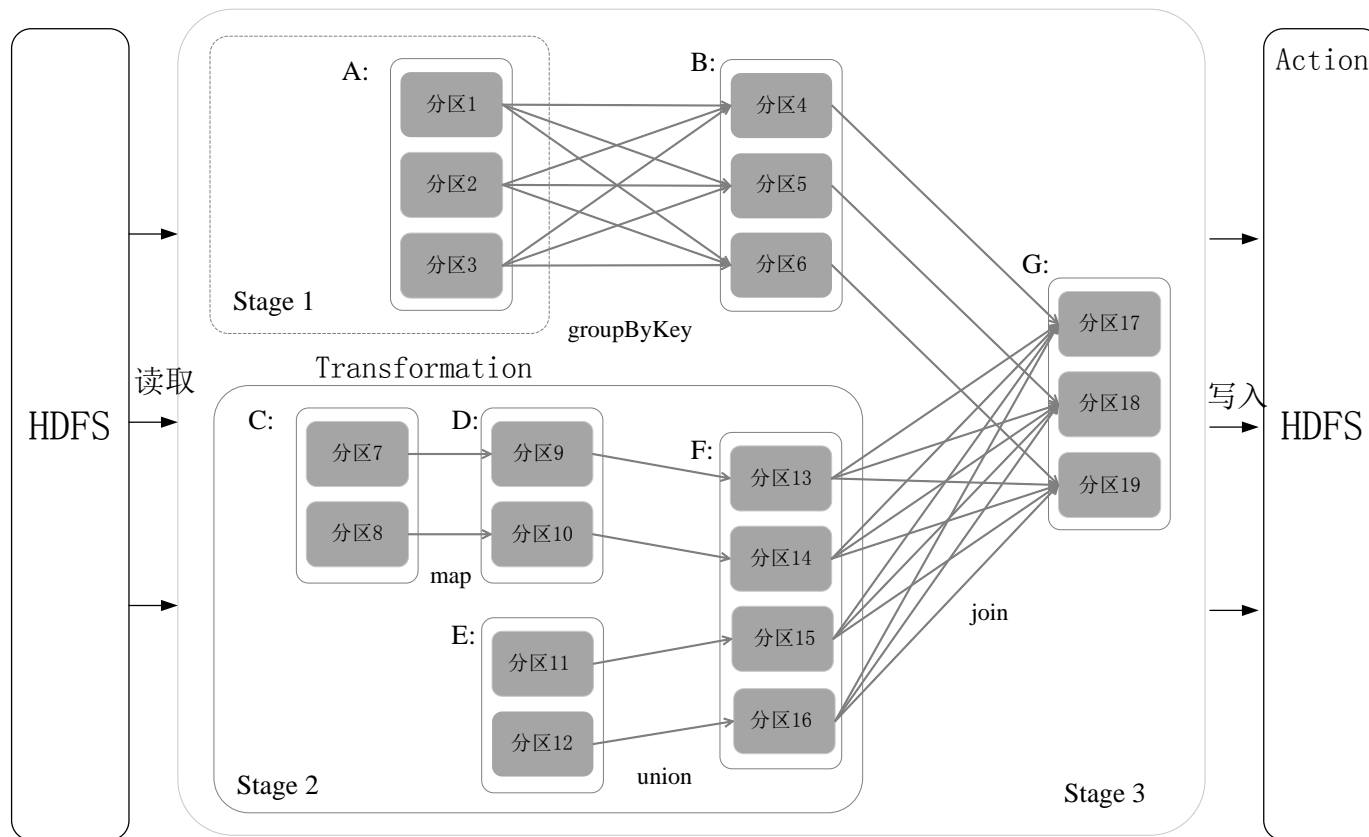 HDFS
读取
A:
分区1
分区2
分区3
Stage 1
groupByKey
B:
分区4
分区5
分区6
Transformation
C:
分区7
分区8
map
D:
分区9
分区10
E:
分区11
分区12
union
F:
分区13
分区14
分区15
分区16
Stage 2
join
G:
分区17
分区18
分区19
Stage 3
写入
Action
HDFS